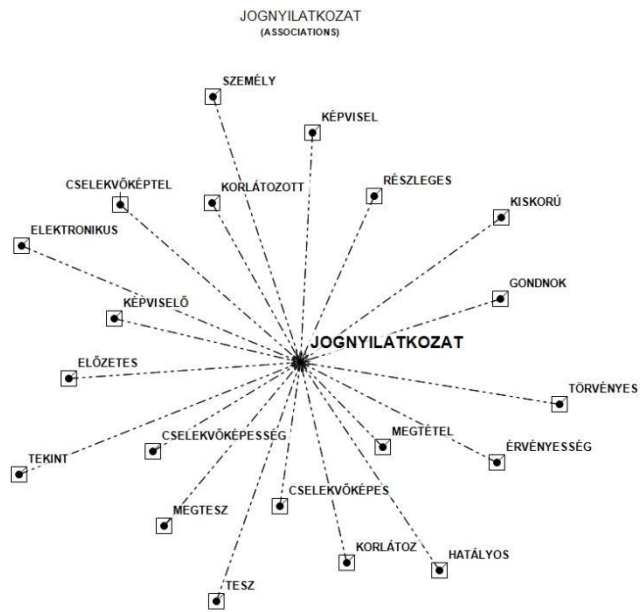 JOGNYILATKOZAT
(ASSOCIATIONS)
SZEMÉLY
KÉPVISEL
CSELEKVŐKÉPTEL
KORLÁTOZOTT
RÉSZLEGES
KISKORÚ
ELEKTRONIKUS
GONDNOK
KÉPVISELŐ
JOGNYILATKOZAT
ELŐZETES
TÖRVÉNYES
CSELEKVŐKÉPESSÉG
MEGTÉTEL
ÉRVÉNYESSÉG
TEKINT
CSELEKVŐKÉPES
MEGTESZ
KORLÁTOZ
HATÁLYOS
TESZ